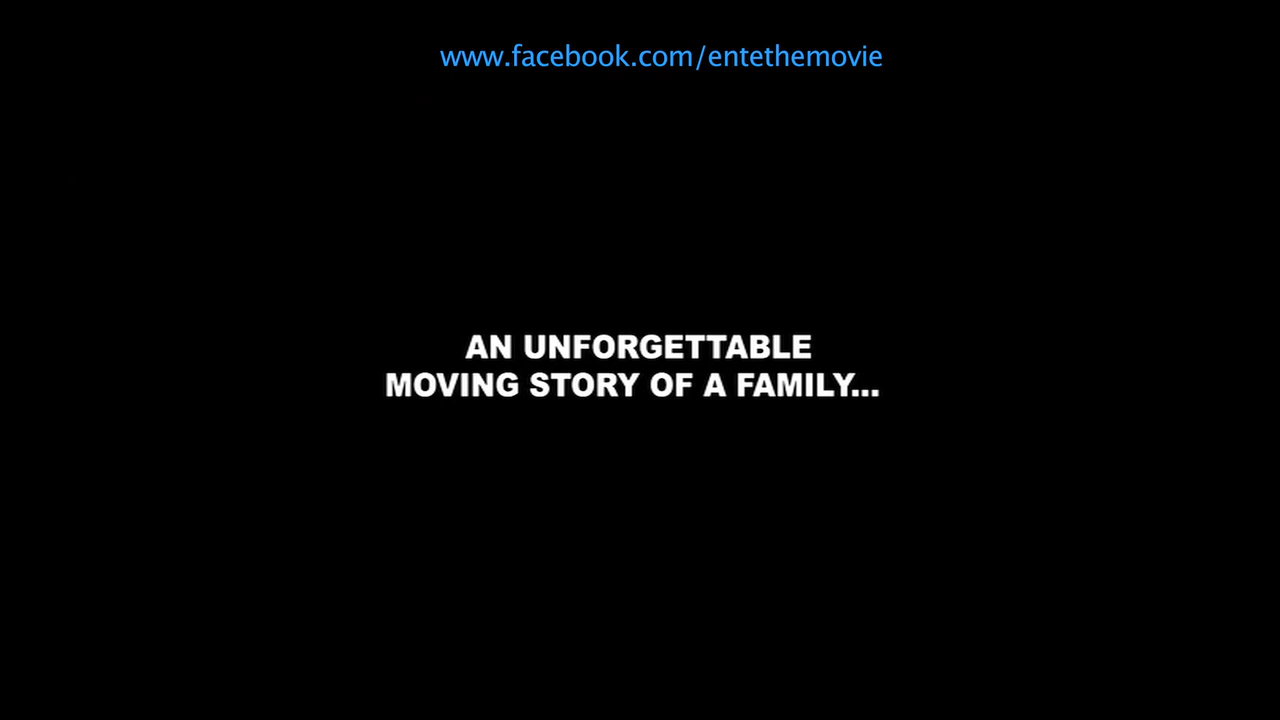 www.facebook.com/entethemovie
AN UNFORGETTABLE
MOVING STORY OF A FAMILY...